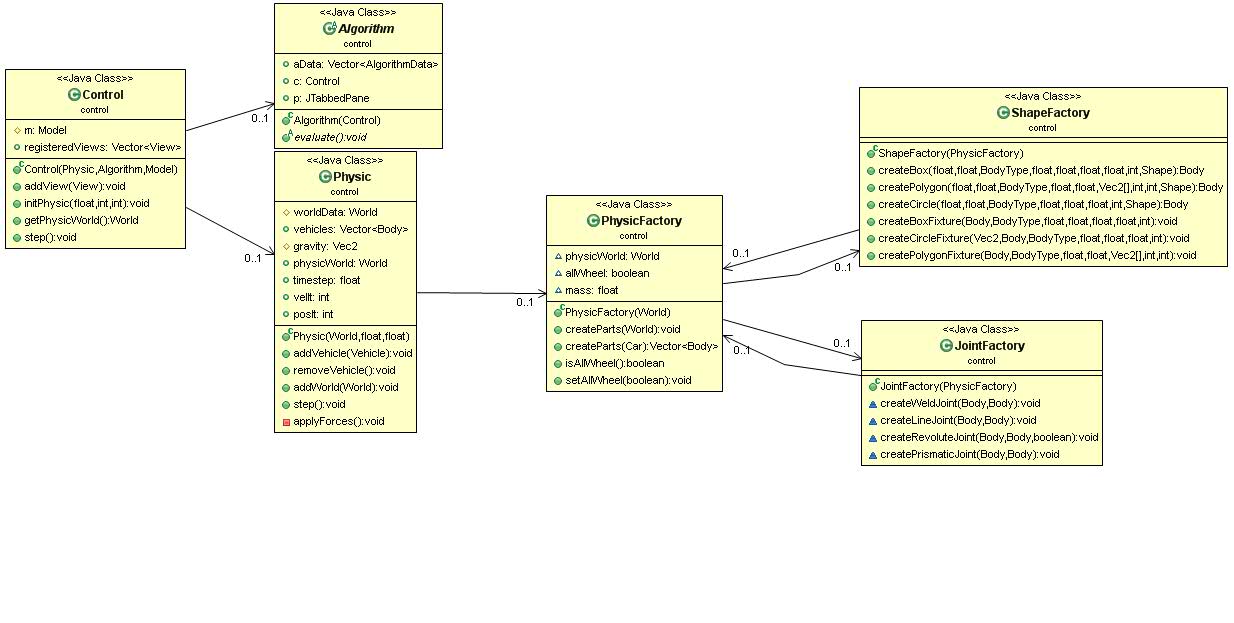 <<Java Class>>
Control
control
m: Model
registeredViews: Vector<View>
Control(Physic,Algorithm,Model)
addView(View):void
initPhysic(float,int,int):void
getPhysicWorld():World
step():void
0..1
0..1
<<Java Class>>
Algorithm
control
aData: Vector<AlgorithmData>
c: Control
p: JTabbedPane
Algorithm(Control)
evaluate():void
<<Java Class>>
Physic
control
worldData: World
vehicles: Vector<Body>
gravity: Vec2
physicWorld: World
timestep: float
velIt: int
posIt: int
Physic(World,float,float)
addVehicle(Vehicle):void
removeVehicle():void
addWorld(World):void
step():void
applyForces():void
0..1
<<Java Class>>
PhysicFactory
control
physicWorld: World
allWheel: boolean
mass: float
PhysicFactory(World)
createParts(World):void
createParts(Car):Vector<Body>
isAllWheel():boolean
setAllWheel(boolean):void
0..1
0..1
0..1
0..1
<<Java Class>>
ShapeFactory
control
ShapeFactory(PhysicFactory)
createBox(float,float,BodyType,float,float,float,float,int,Shape):Body
createPolygon(float,float,BodyType,float,float,Vec2[],int,int,Shape):Body
createCircle(float,float,BodyType,float,float,float,int,Shape):Body
createBoxFixture(Body,BodyType,float,float,float,float,int):void
createCircleFixture(Vec2,Body,BodyType,float,float,float,int):void
createPolygonFixture(Body,BodyType,float,float,Vec2[],int,int):void
<<Java Class>>
JointFactory
control
JointFactory(PhysicFactory)
createWeldJoint(Body,Body):void
createLineJoint(Body,Body):void
createRevoluteJoint(Body,Body,boolean):void
createPrismaticJoint(Body,Body):void